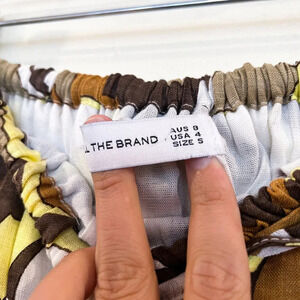 THE BRAND
AUS 8
USA 4
SIZE S